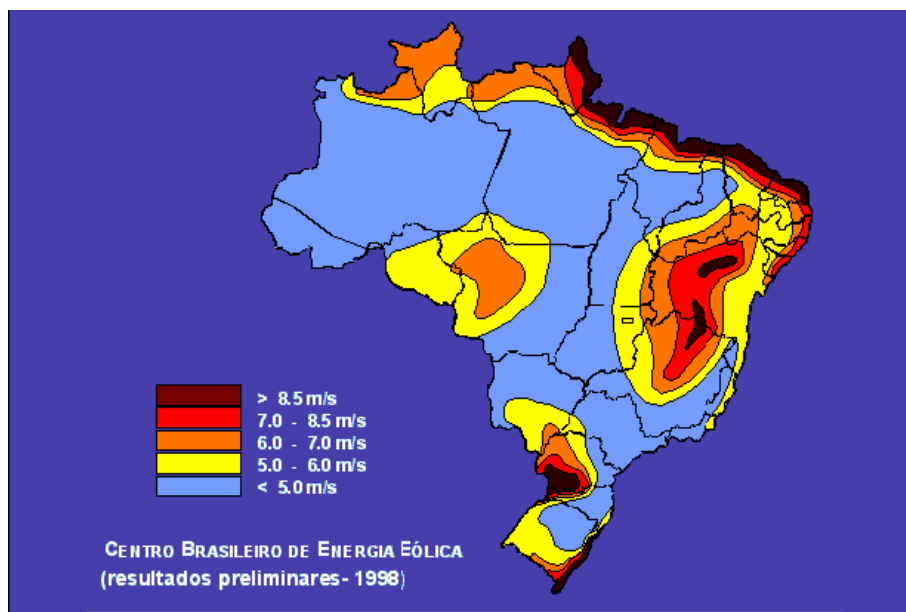 > 8.5 m/s
7.0 - 8.5 m/s
6.0 - 7.0 m/s
5.0 - 6.0 m/s
< 5.0 m/s
CENTRO BRASILEIRO DE ENERGIA EÓLICA
(resultados preliminares- 1998)